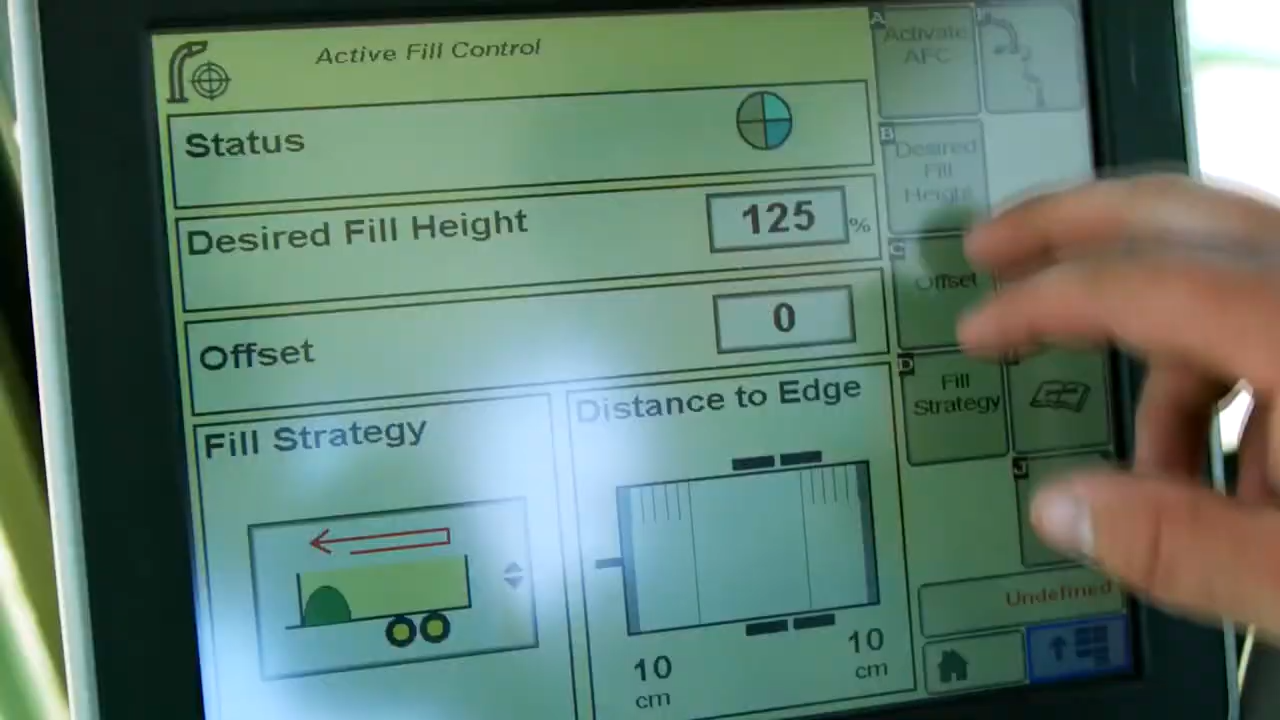 Active Fill Control
A
Activate
AFC
Status
B
Desired
Fill
Height
Desired Fill Height
125 %
C
Offset
Offset
0
D
Fill
Strategy
Fill Strategy
Distance to Edge
J
10
cm
10
cm
Undefined